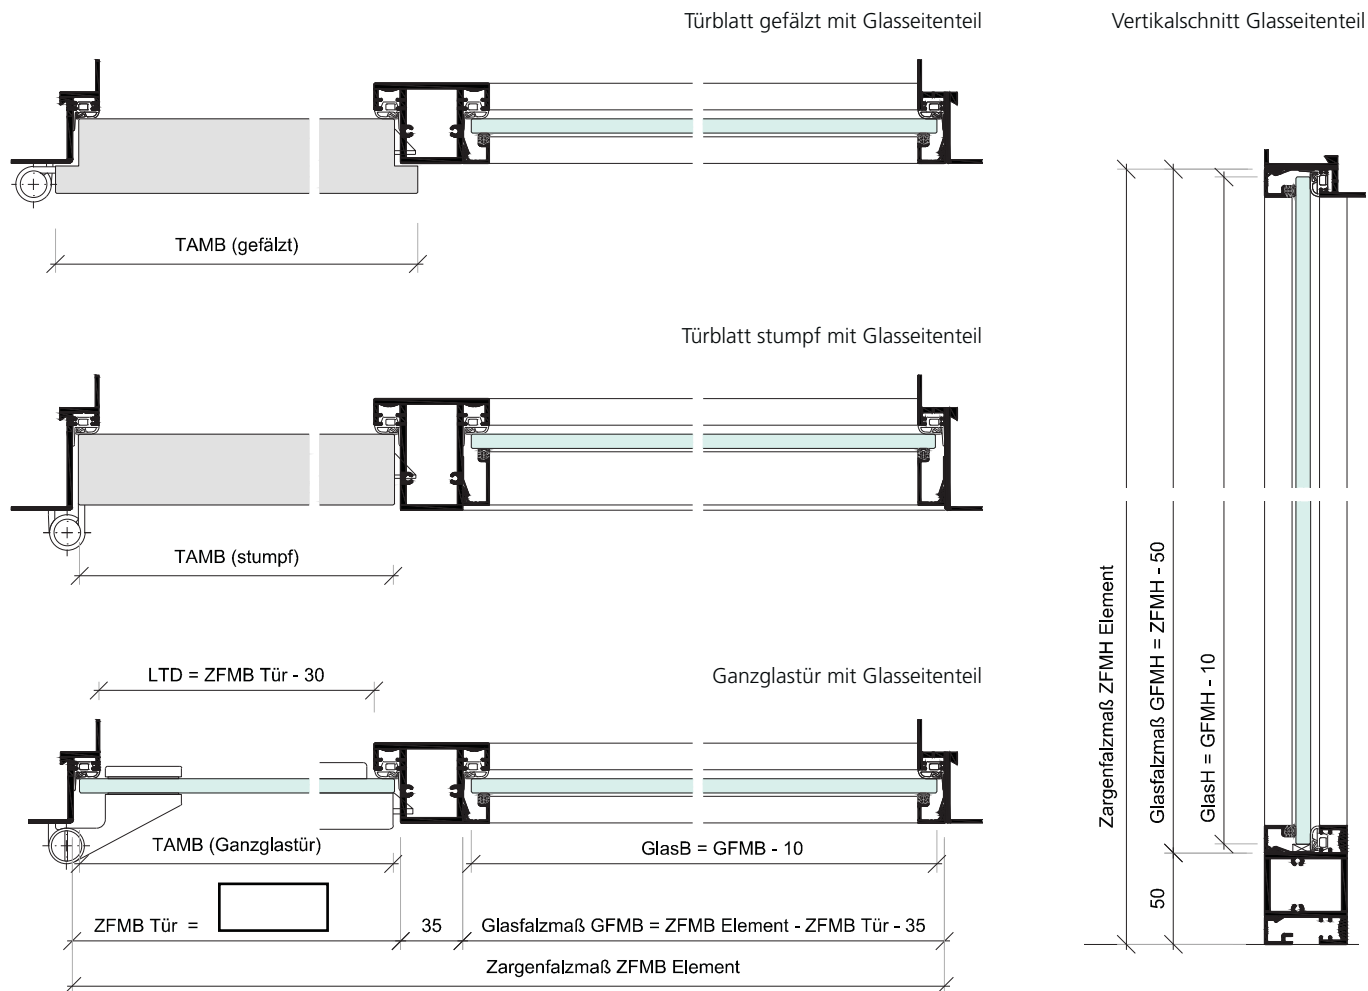 Türblatt gefälzt mit Glasseitenteil
Vertikalschnitt Glasseitenteil
TAMB (gefälzt)
Türblatt stumpf mit Glasseitenteil
TAMB (stumpf)
Ganzglastür mit Glasseitenteil
LTD = ZFMB Tür - 30
TAMB (Ganzglastür)
GlasB = GFMB - 10
ZFMB Tür =
35
Glasfalzmaß GFMB = ZFMB Element - ZFMB Tür - 35
Zargenfalzmaß ZFMB Element
Zargenfalzmaß ZFMH Element
Glasfalzmaß GFMH = ZFMH - 50
GlasH = GFMH - 10
50